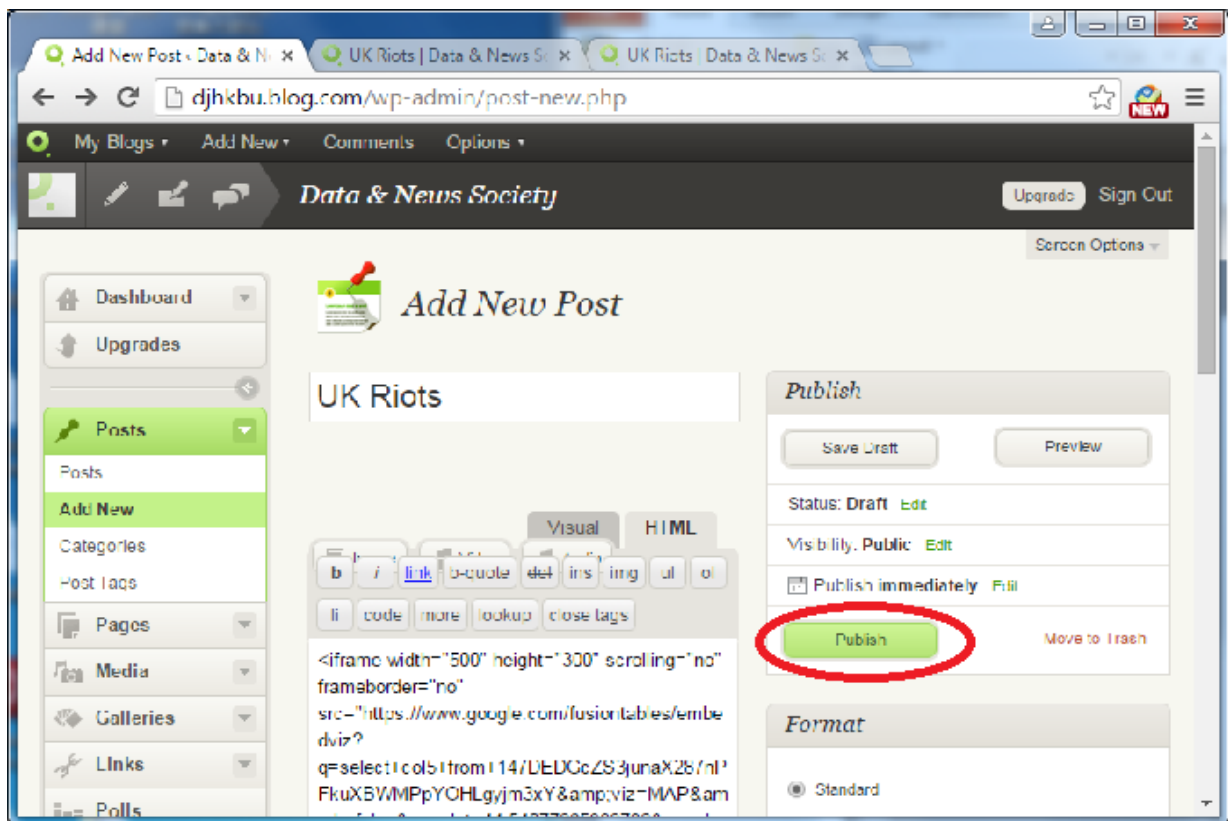 Add New Post ‹ Data & N
UK Riots | Data & News S
UK Riots | Data & News S
djhkbu.blog.com/wp-admin/post-new.php
NEW
My Blogs Add New Comments Options
Data & News Society
Upgrade Sign Out
Screen Options
Dashboard
Upgrades
Posts
Posts
Add New
Categories
Post Tags
Pages
Media
Galleries
Links
Polls
Add New Post
UK Riots
Visual HTML
b i link b-quote del ins img ul ol
li code more lookup close tags
<iframe width="500" height="300" scrolling="no"
frameborder="no"
src="https://www.google.com/fusiontables/embe
dviz?
Publish
Save Draft Preview
Status: Draft Edit
Visibility: Public Edit
Publish immediately Edit
Publish Move to Trash
Format
Standard